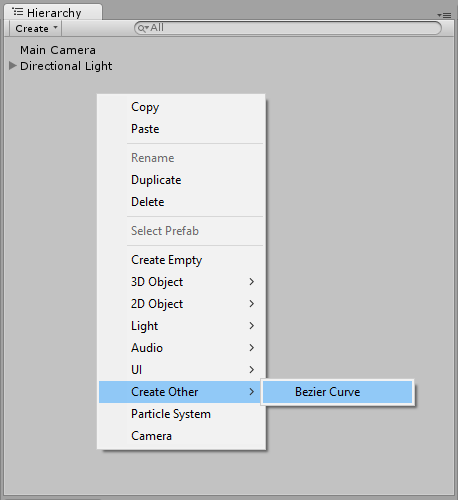 Hierarchy
Create
All
Main Camera
Directional Light
Copy
Paste
Rename
Duplicate
Delete
Select Prefab
Create Empty
3D Object
2D Object
Light
Audio
UI
Create Other
Bezier Curve
Particle System
Camera